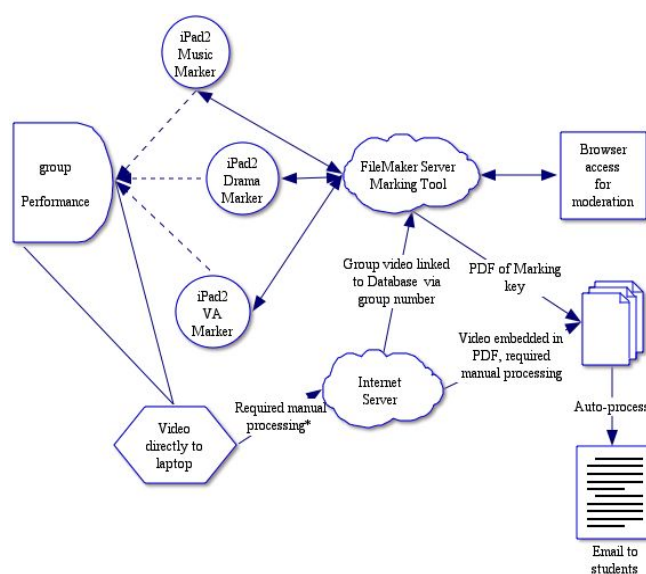 iPad2
Music
Marker
group
Performance
iPad2
Drama
Marker
FileMaker Server
Marking Tool
Browser
access
for
moderation
iPad2
VA
Marker
Group video linked
to Database via
group number
PDF of Marking
key
Video embedded in
PDF, required
manual processing
Internet
Server
Required manual
processing*
Video
directly to
laptop
Auto-process
Email to
students